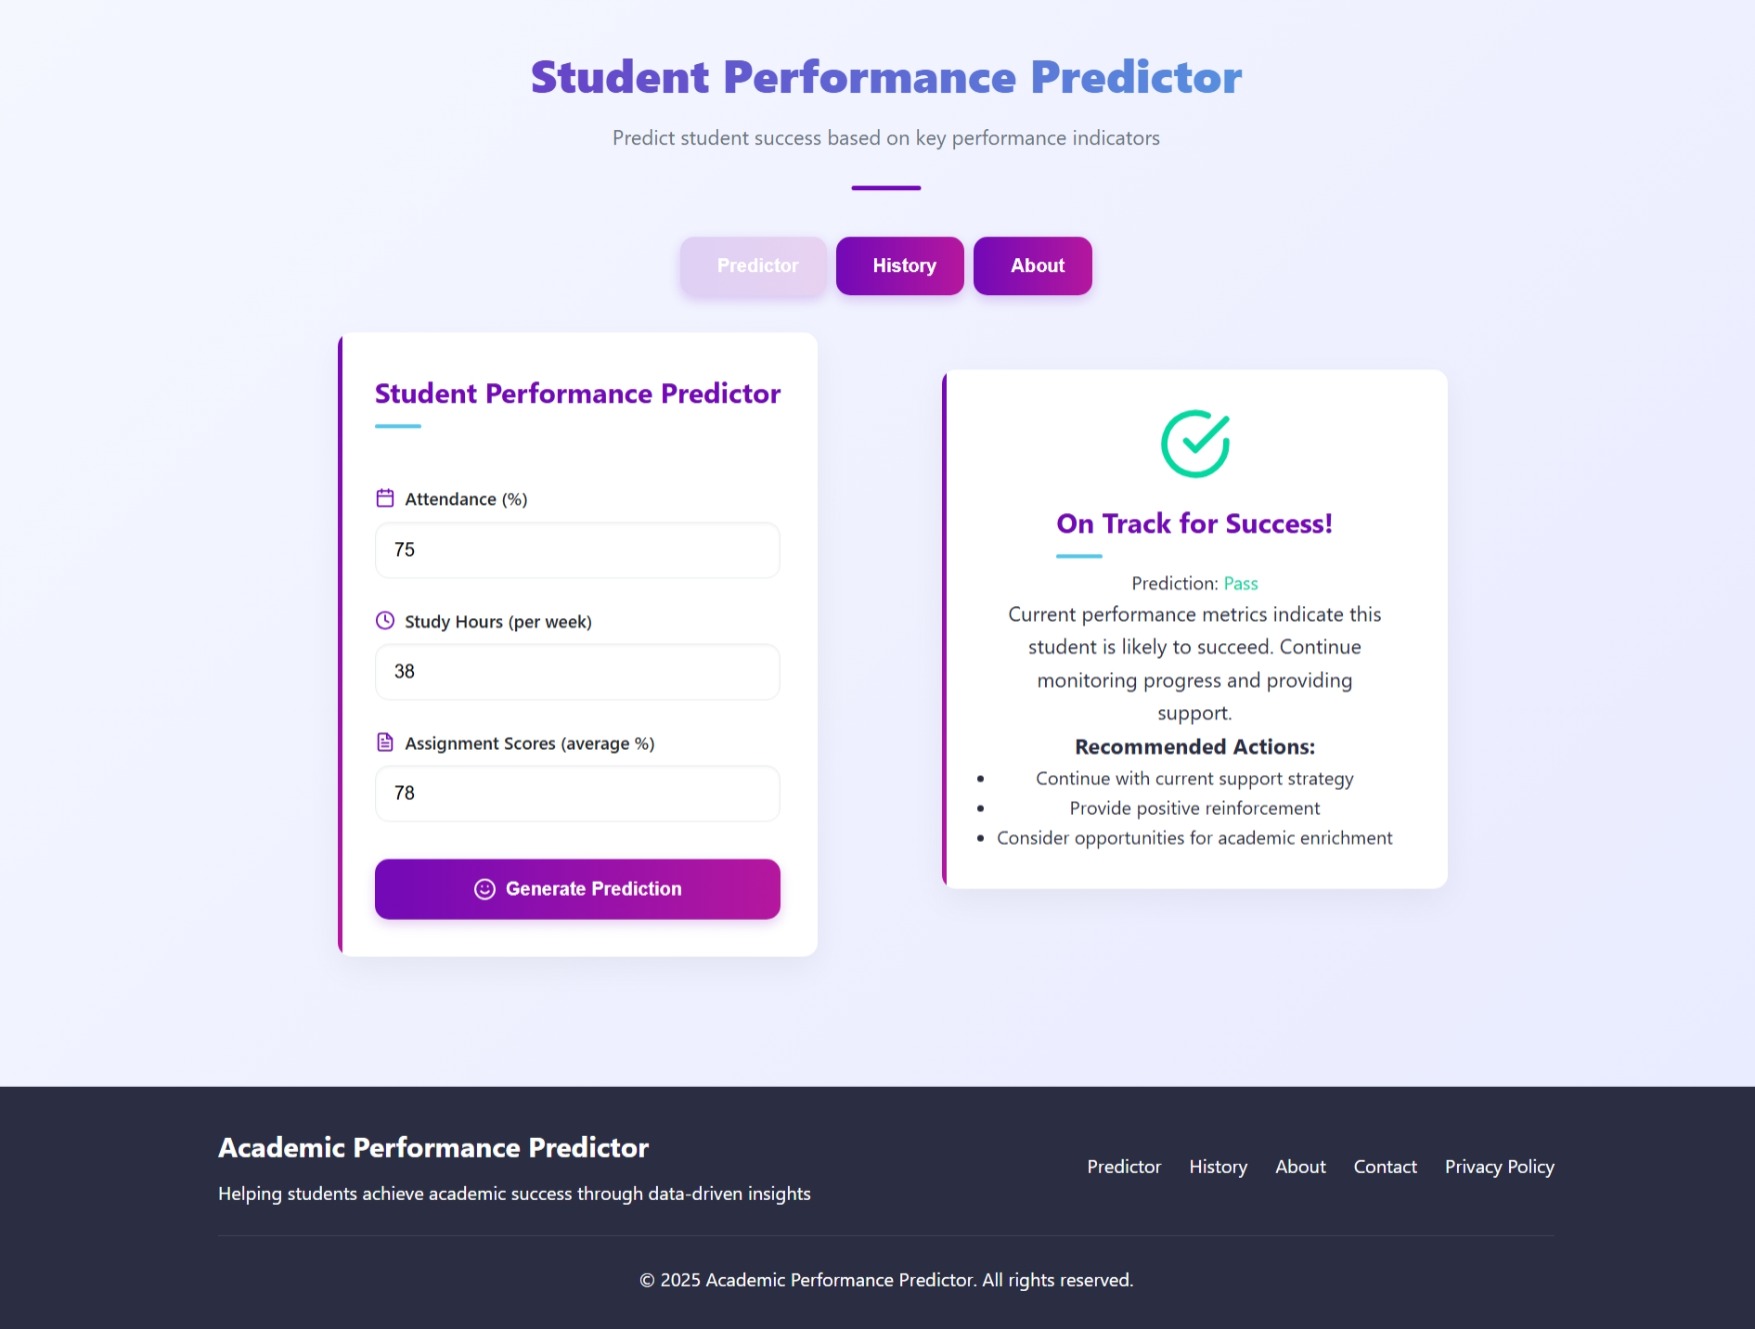 Student Performance Predictor
Predict student success based on key performance indicators
Predictor
History
About
Student Performance Predictor
Attendance (%)
75
Study Hours (per week)
38
Assignment Scores (average %)
78
Generate Prediction
On Track for Success!
Prediction: Pass
Current performance metrics indicate this
student is likely to succeed. Continue
monitoring progress and providing
support.
Recommended Actions:
• Continue with current support strategy
• Provide positive reinforcement
• Consider opportunities for academic enrichment
Academic Performance Predictor
Helping students achieve academic success through data-driven insights
Predictor History About Contact Privacy Policy
© 2025 Academic Performance Predictor. All rights reserved.